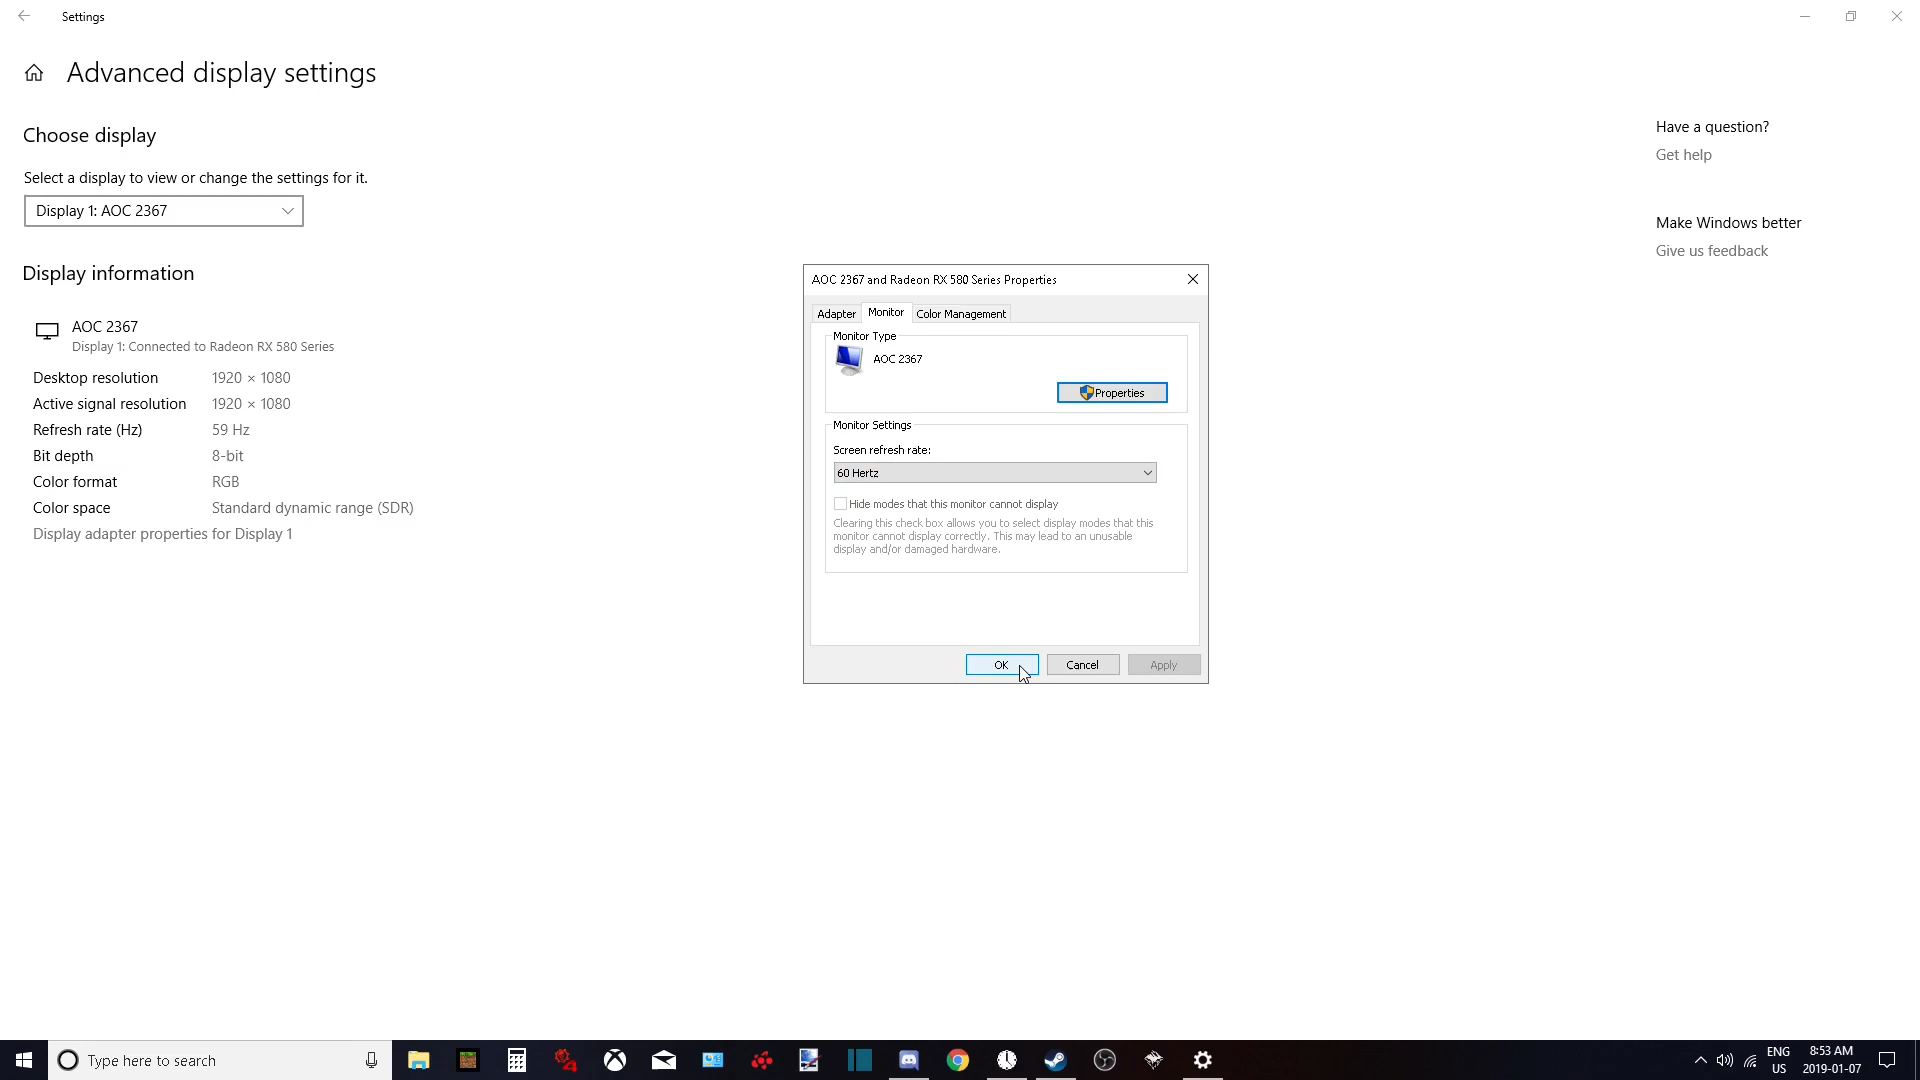 Settings
Advanced display settings
Choose display
Select a display to view or change the settings for it.
Display 1: AOC 2367
Display information
AOC 2367
Display 1: Connected to Radeon RX 580 Series
Desktop resolution 1920 × 1080
Active signal resolution 1920 × 1080
Refresh rate (Hz) 59 Hz
Bit depth 8-bit
Color format RGB
Color space Standard dynamic range (SDR)
Display adapter properties for Display 1
Have a question?
Get help
Make Windows better
Give us feedback
AOC 2367 and Radeon RX 580 Series Properties
Adapter Monitor Color Management
Monitor Type
AOC 2367
Properties
Monitor Settings
Screen refresh rate:
60 Hertz
Hide modes that this monitor cannot display
Clearing this check box allows you to select display modes that this
monitor cannot display correctly. This may lead to an unusable
display and/or damaged hardware.
OK Cancel Apply
Type here to search
ENG
US
8:53 AM
2019-01-07